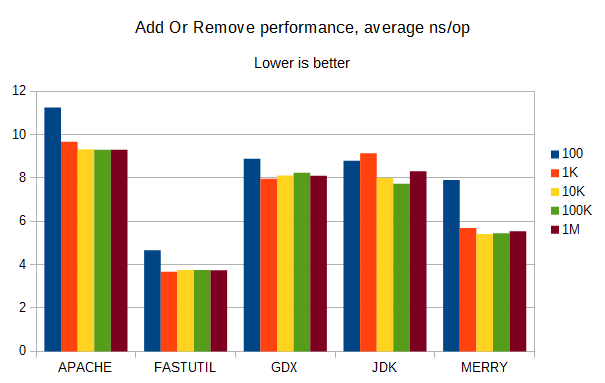 Add Or Remove performance, average ns/op
Lower is better
12
10
8
6
4
2
0
APACHE
FASTUTIL
GDX
JDK
MERRY
100
1K
10K
100K
1M